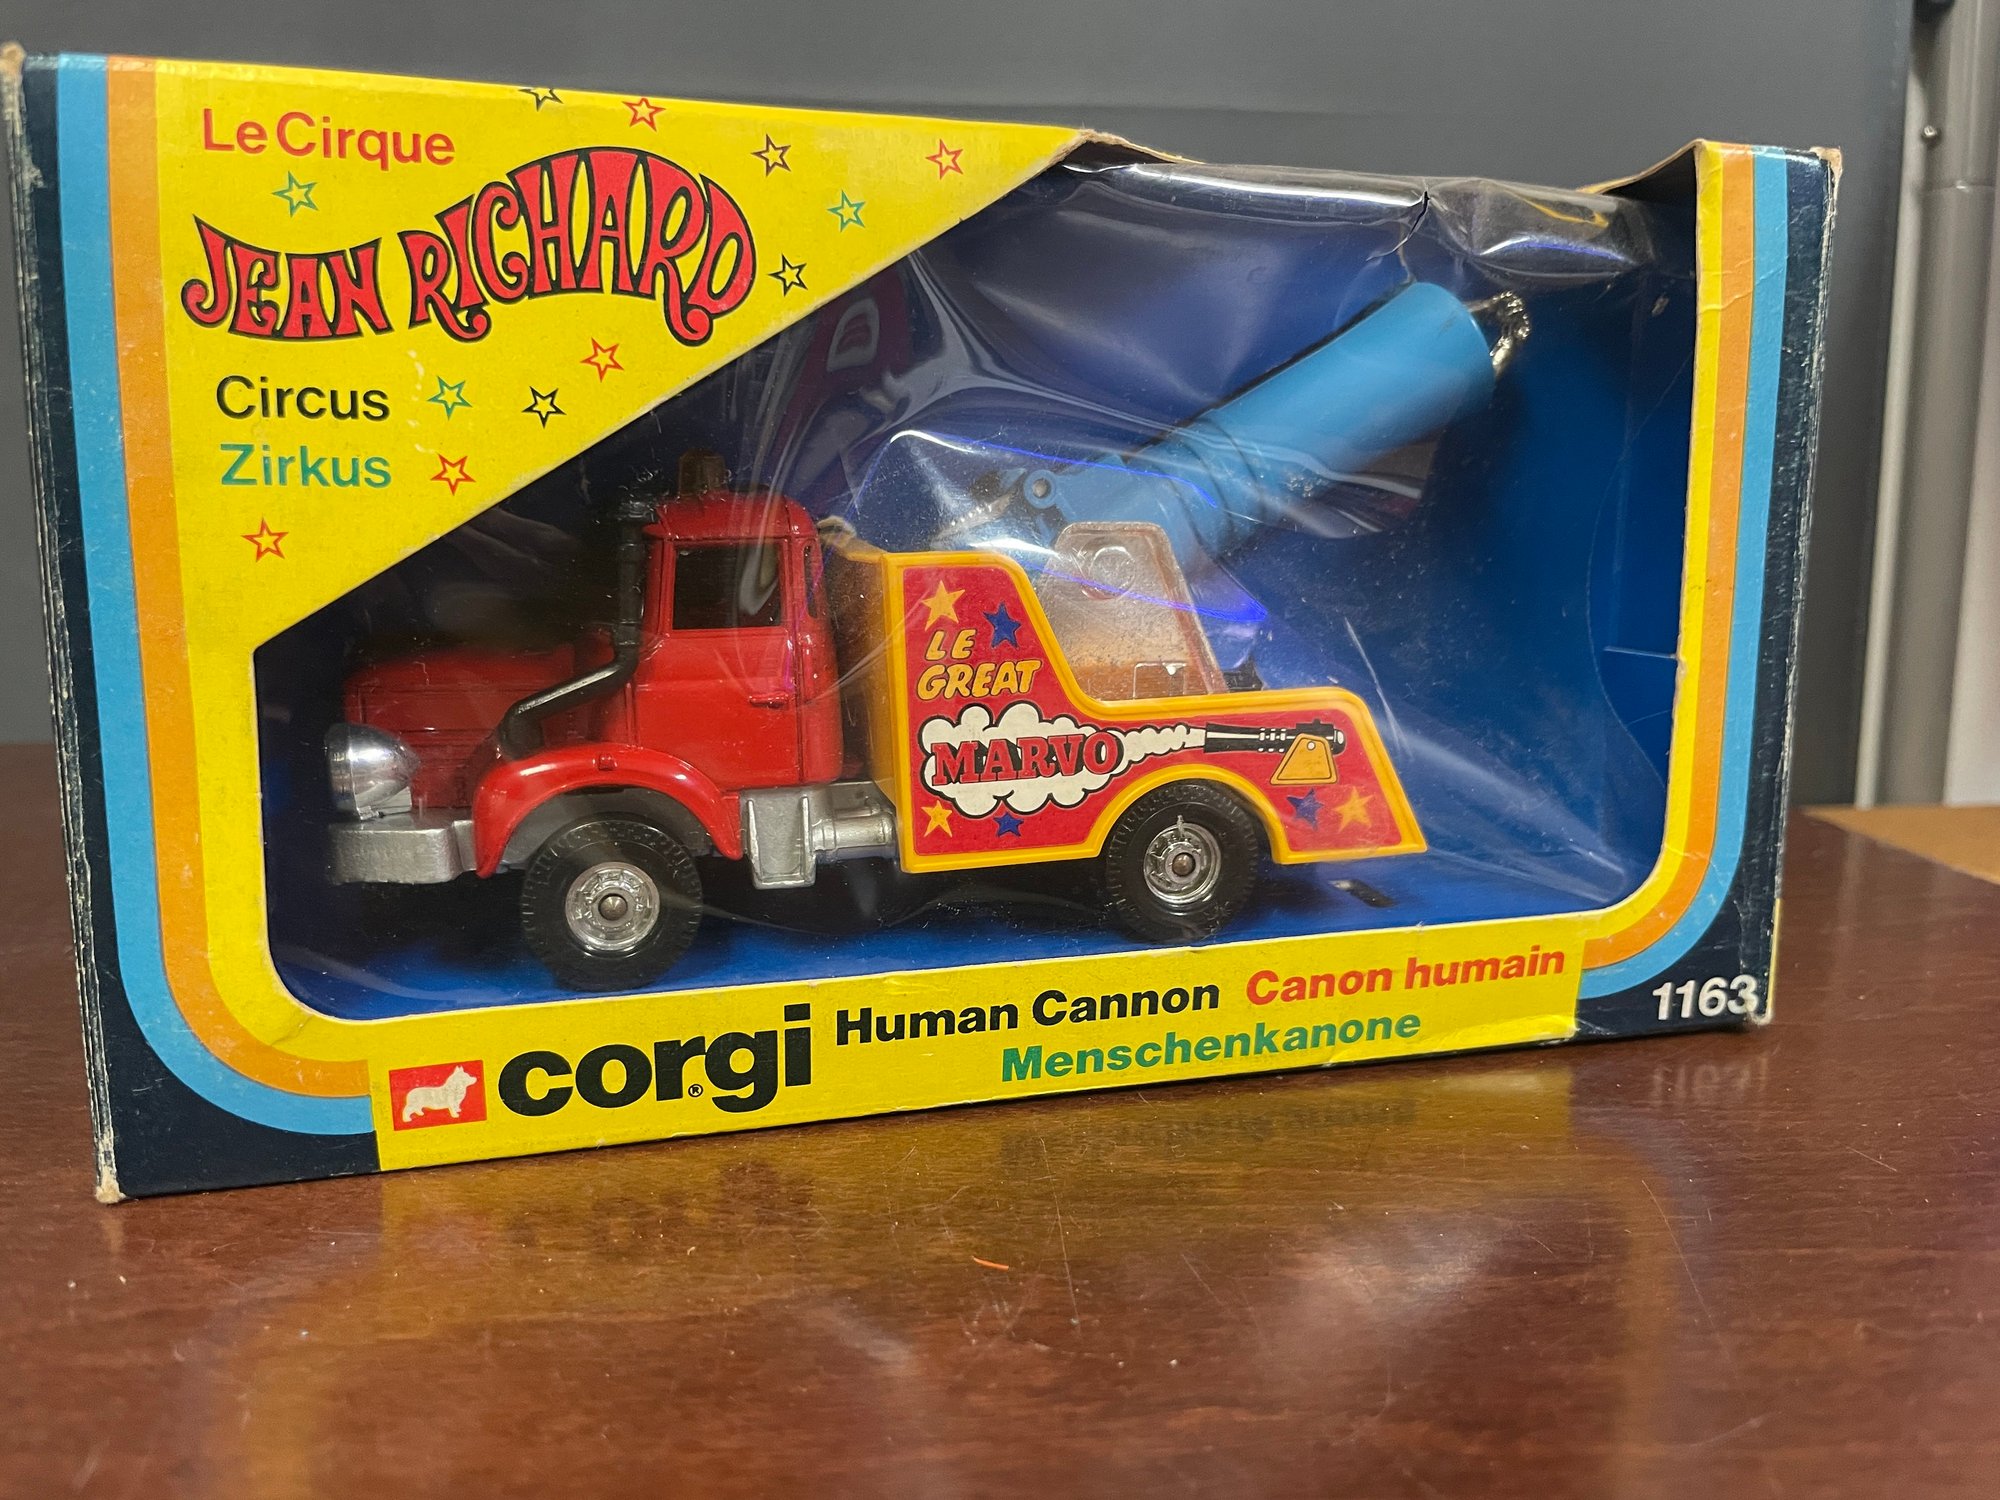 Le Cirque
JEAN RICHARD
Circus
Zirkus
LE
GREAT
MARVO
corgi®
Human Cannon Canon humain
Menschenkanone
1163